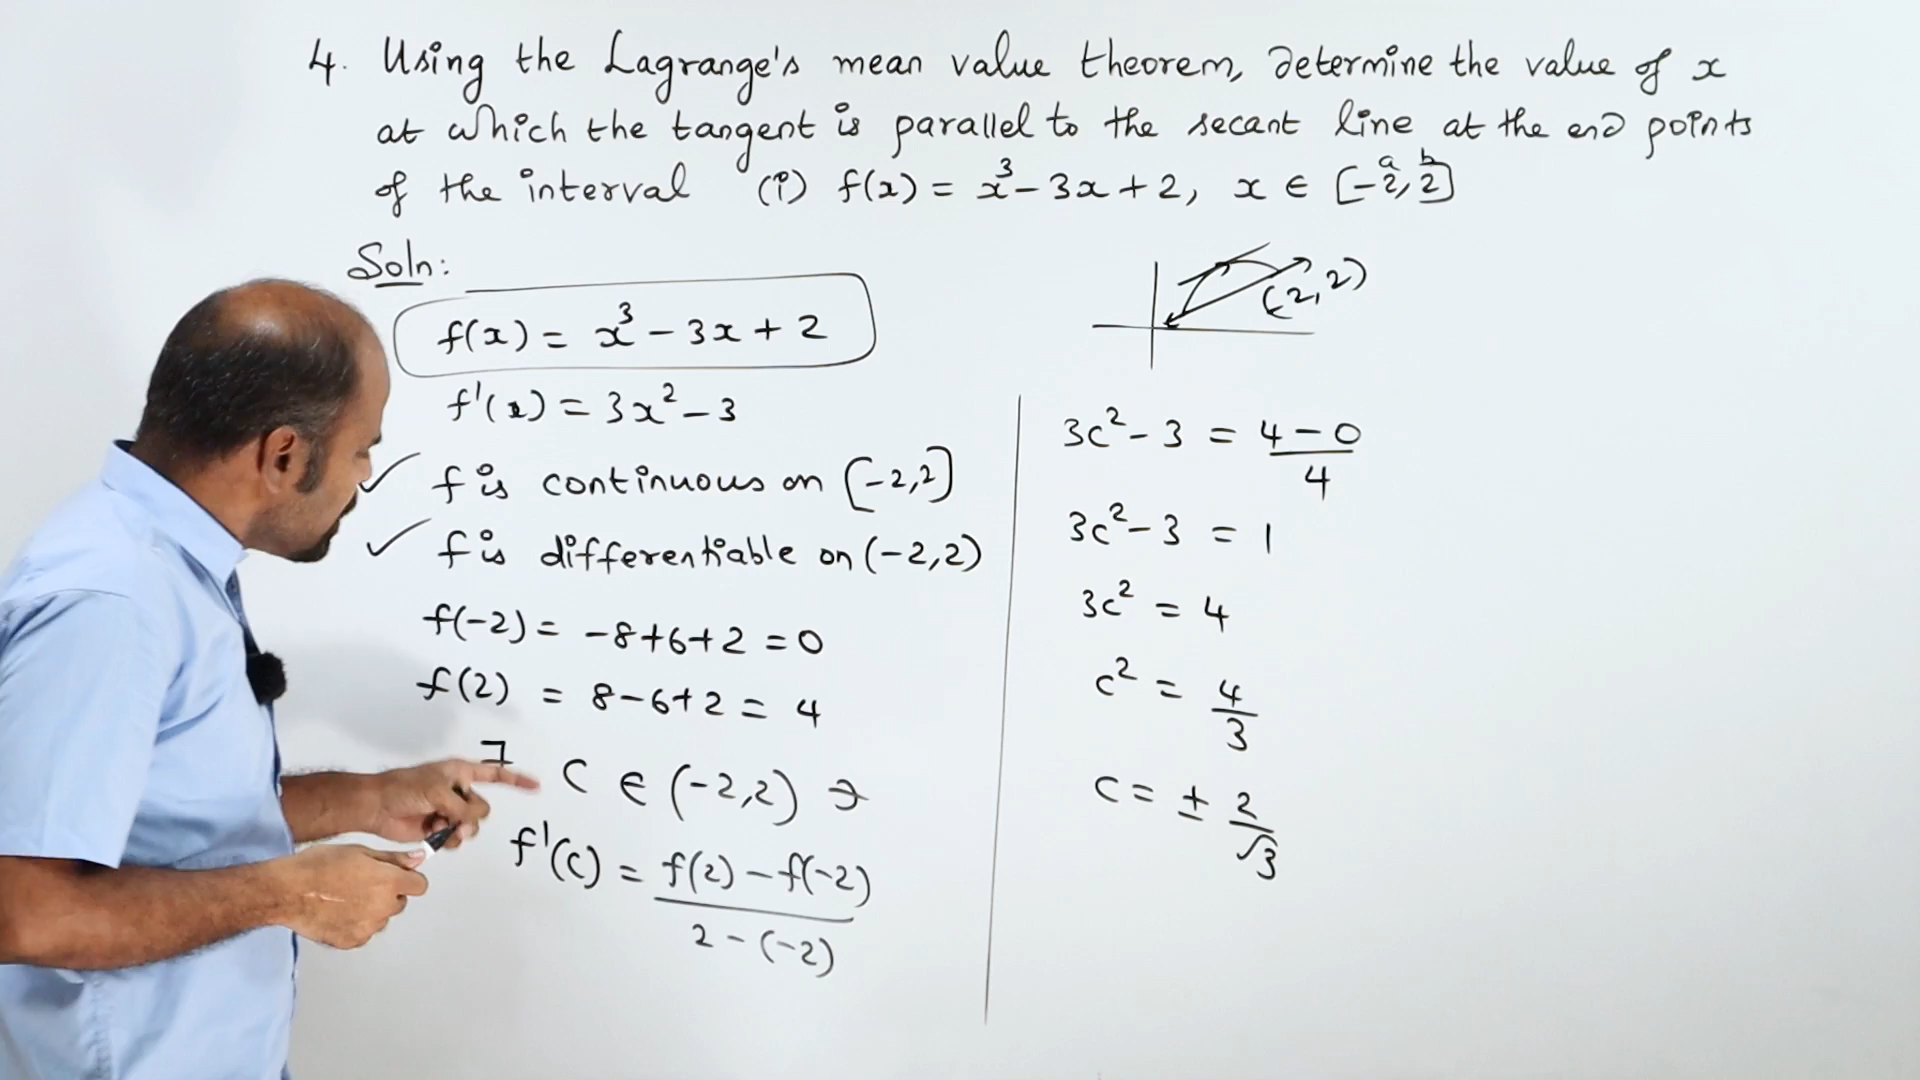 4. Using the Lagrange's mean value theorem, determine the value of x
at which the tangent is parallel to the secant line at the end points
of the interval (i) f(x) = x³ - 3x + 2, x ∈ [-2, 2]
a b
Soln:
f(x) = x³ - 3x + 2
f'(x) = 3x² - 3
✓ f is continuous on [-2,2]
✓ f is differentiable on (-2,2)
f(-2) = -8+6+2 = 0
f(2) = 8-6+2 = 4
c ∈ (-2,2) ∋
f'(c) = f(2) - f(-2) / 2 - (-2)
(2,2)
3c² - 3 = 4 - 0 / 4
3c² - 3 = 1
3c² = 4
c² = 4/3
c = ± 2/√3